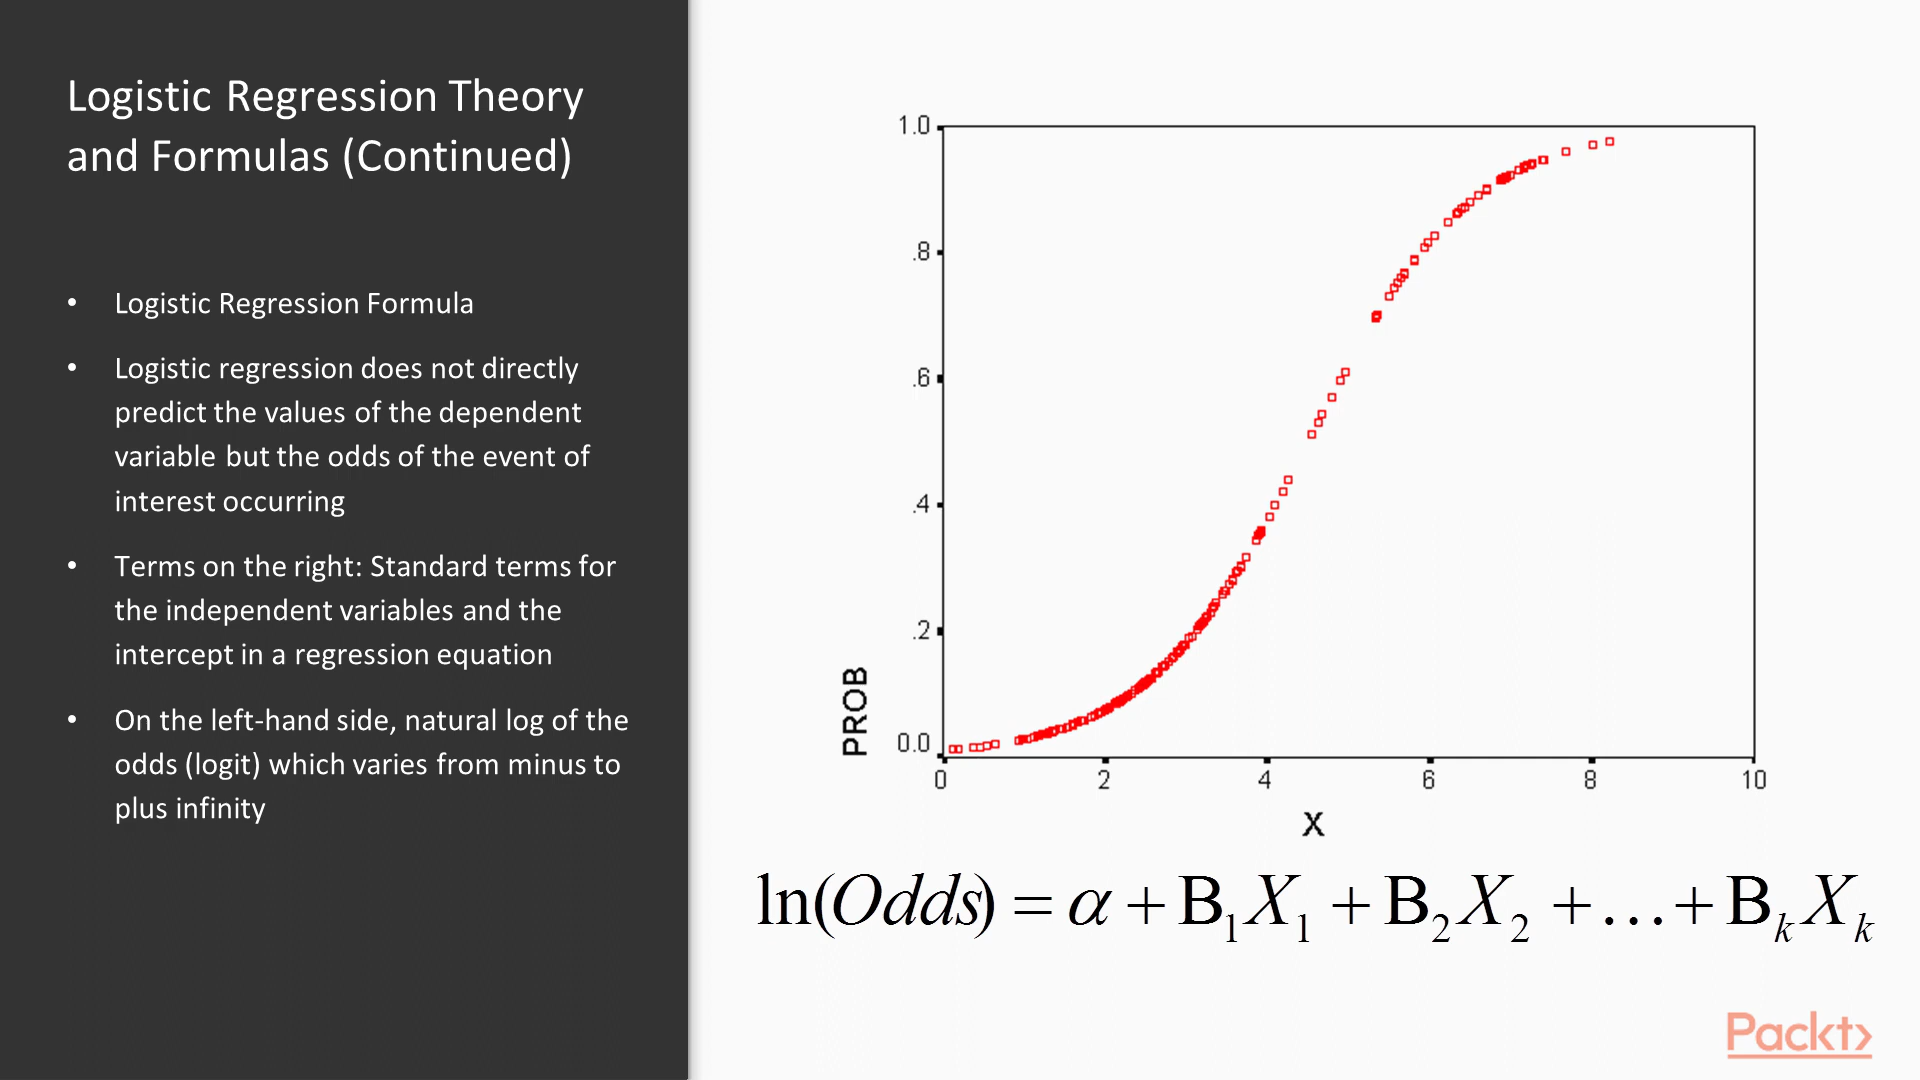 Logistic Regression Theory
and Formulas (Continued)
• Logistic Regression Formula
• Logistic regression does not directly
predict the values of the dependent
variable but the odds of the event of
interest occurring
• Terms on the right: Standard terms for
the independent variables and the
intercept in a regression equation
• On the left-hand side, natural log of the
odds (logit) which varies from minus to
plus infinity
1.0
.8
.6
.4
.2
0.0
PROB
0 2 4 6 8 10
X
ln(Odds) = α + B₁X₁ + B₂X₂ + … + BₖXₖ
Packt>